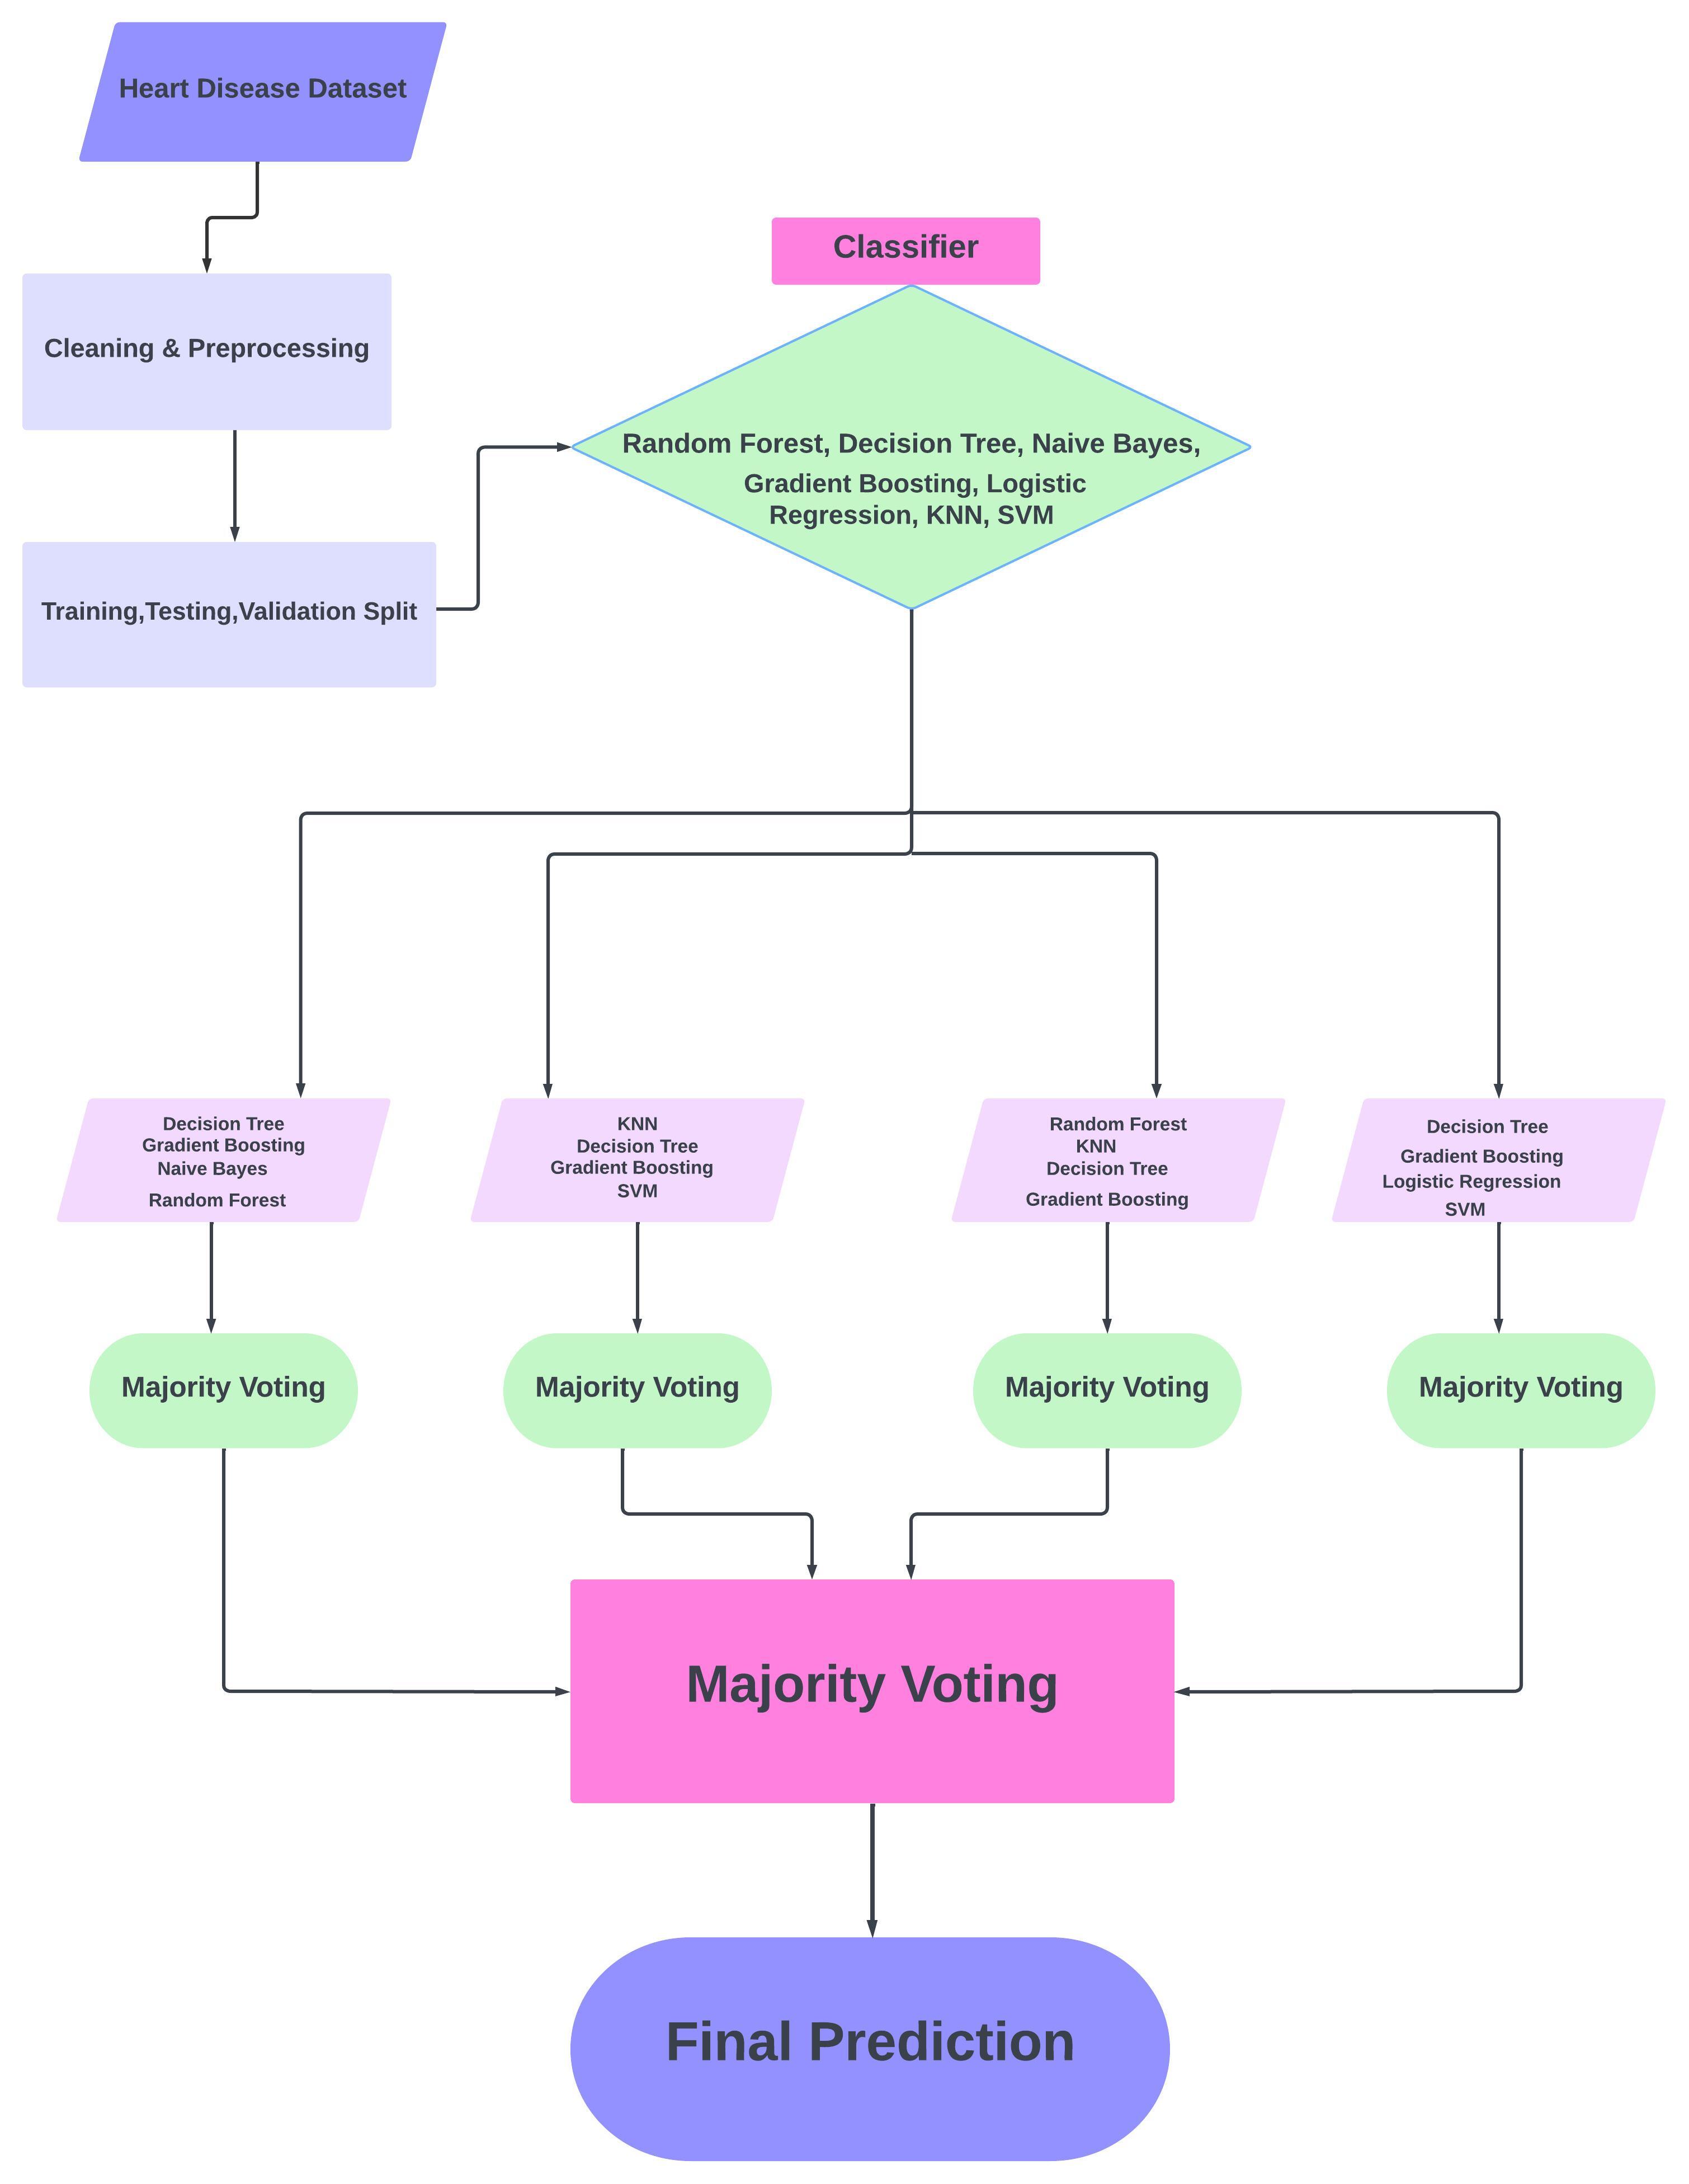 Heart Disease Dataset
Classifier
Cleaning & Preprocessing
Random Forest, Decision Tree, Naive Bayes,
Gradient Boosting, Logistic
Regression, KNN, SVM
Training,Testing,Validation Split
Decision Tree
Gradient Boosting
Naive Bayes
Random Forest
KNN
Decision Tree
Gradient Boosting
SVM
Random Forest
KNN
Decision Tree
Gradient Boosting
Decision Tree
Gradient Boosting
Logistic Regression
SVM
Majority Voting
Majority Voting
Majority Voting
Majority Voting
Majority Voting
Final Prediction